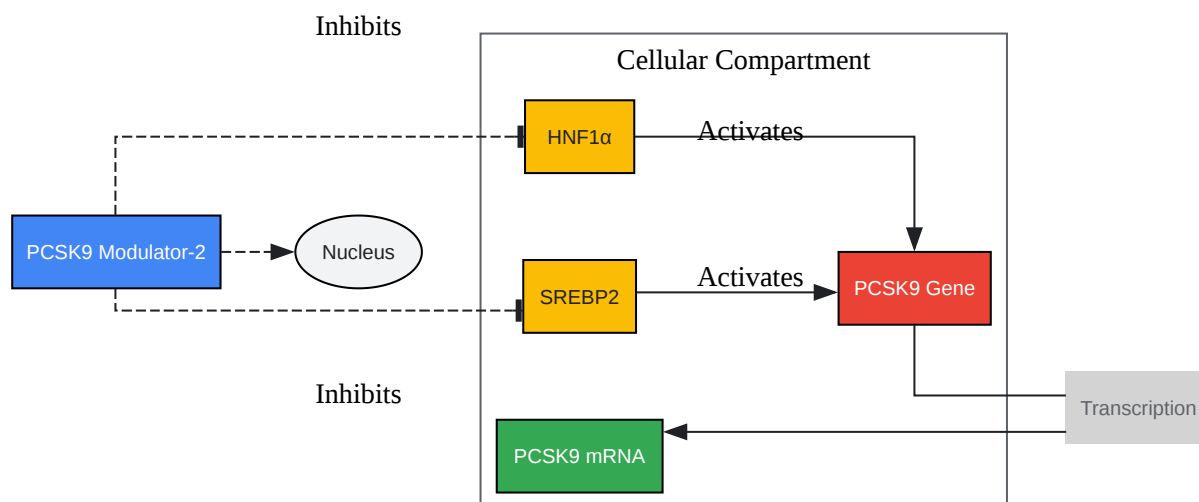 Inhibits
Cellular Compartment
HNF1α
Activates
PCSK9 Modulator-2
Nucleus
SREBP2
Activates
PCSK9 Gene
Inhibits
Transcription
PCSK9 mRNA